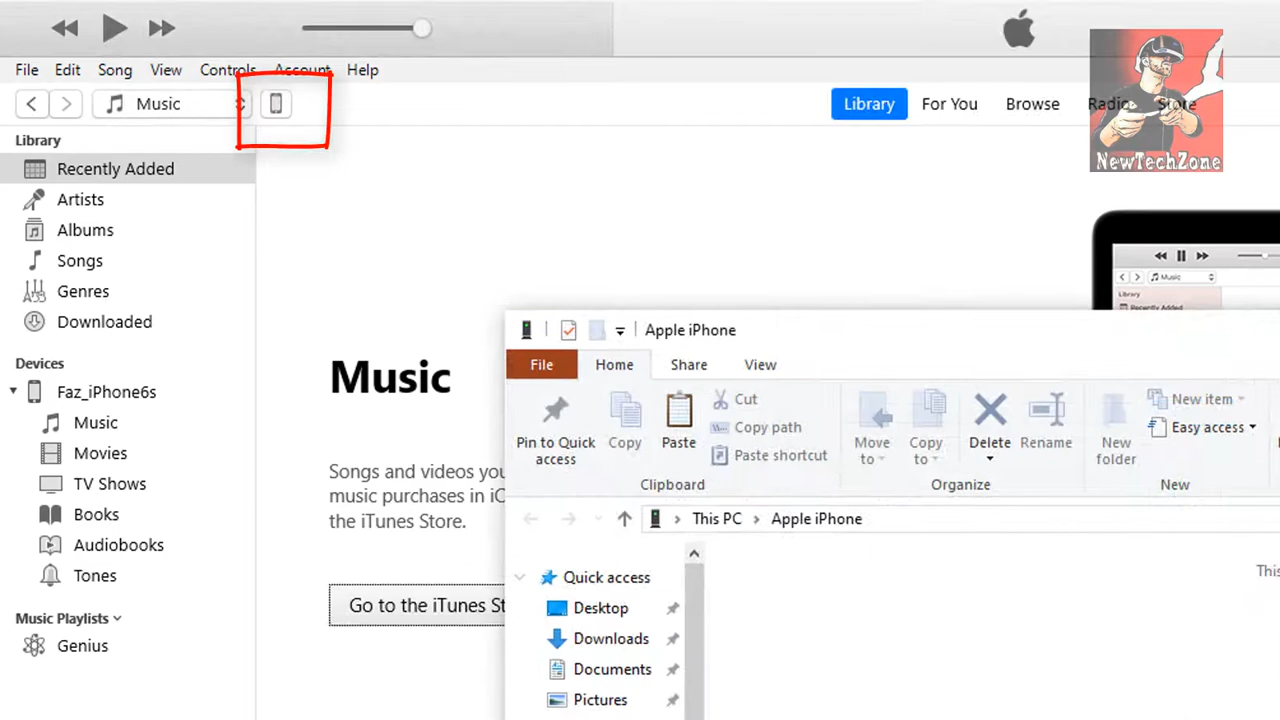 File Edit Song View Controls Account Help
Music
Library For You Browse Radio Store
NewTechZone
Library
Recently Added
Artists
Albums
Songs
Genres
Downloaded
Devices
Faz_iPhone6s
Music
Movies
TV Shows
Books
Audiobooks
Tones
Music Playlists
Genius
Music
Songs and videos you
music purchases in iC
the iTunes Store.
Go to the iTunes St
Music
Library
Recently Added
Apple iPhone
File Home Share View
Pin to Quick access
Copy
Paste
Cut
Copy path
Paste shortcut
Clipboard
Move to
Copy to
Delete
Rename
Organize
New folder
New item
Easy access
New
This PC > Apple iPhone
This
Quick access
Desktop
Downloads
Documents
Pictures